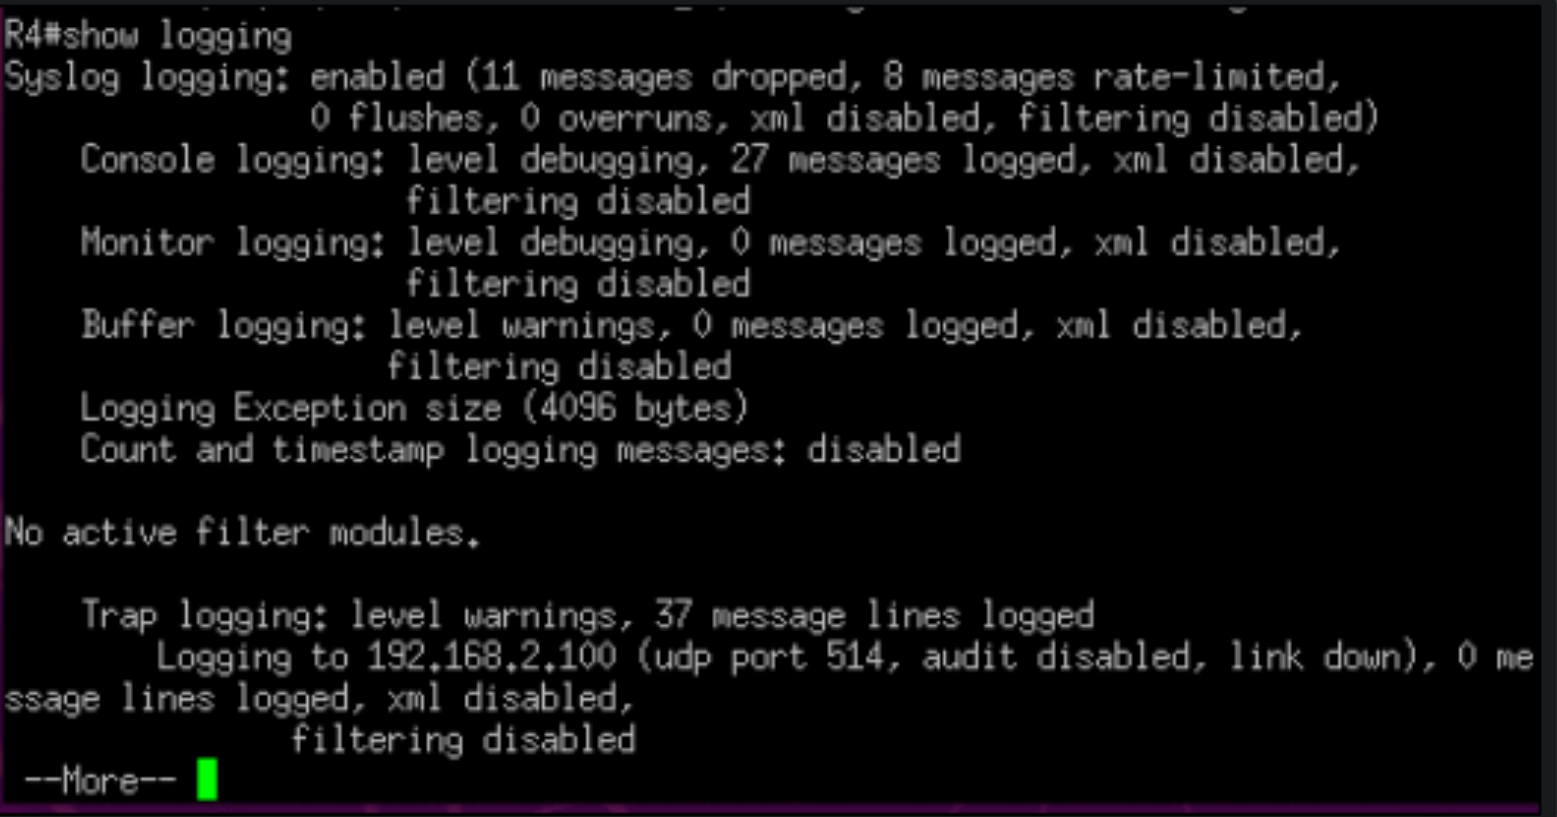 R4#show logging
Syslog logging: enabled (11 messages dropped, 8 messages rate-limited,
0 flushes, 0 overruns, xml disabled, filtering disabled)
Console logging: level debugging, 27 messages logged, xml disabled,
filtering disabled
Monitor logging: level debugging, 0 messages logged, xml disabled,
filtering disabled
Buffer logging: level warnings, 0 messages logged, xml disabled,
filtering disabled
Logging Exception size (4096 bytes)
Count and timestamp logging messages: disabled
No active filter modules.
Trap logging: level warnings, 37 message lines logged
Logging to 192.168.2.100 (udp port 514, audit disabled, link down), 0 me
ssage lines logged, xml disabled,
filtering disabled
--More--